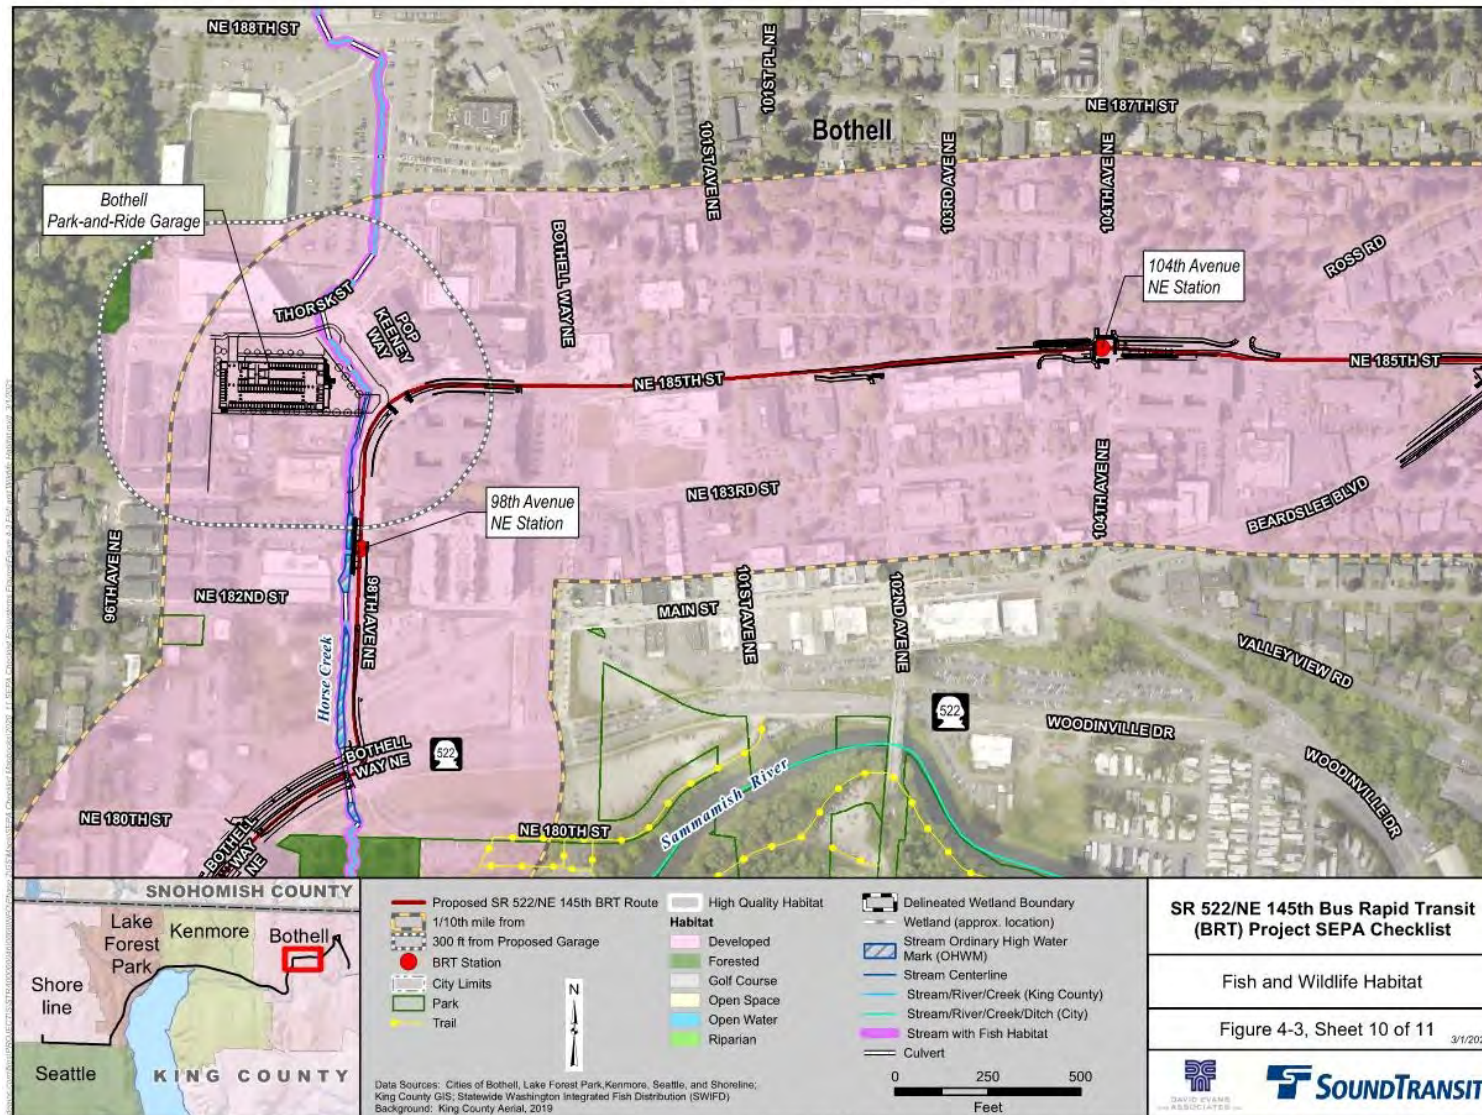 NE 188TH ST
101ST PL NE
NE 187TH ST
Bothell
101ST AVE NE
103RD AVE NE
104TH AVE NE
Bothell
Park-and-Ride Garage
BOTHELL WAY NE
104th Avenue
NE Station
ROSS RD
THORSK ST
POP
KEENEY
WAY
NE 185TH ST
NE 185TH ST
98th Avenue
NE Station
NE 183RD ST
104TH AVE NE
BEARDSLEE BLVD
96TH AVE NE
NE 182ND ST
98TH AVE NE
MAIN ST
101ST AVE NE
102ND AVE NE
VALLEY VIEW RD
Horse Creek
522
522
WOODINVILLE DR
WOODINVILLE DR
BOTHELL
WAY NE
Sammamish River
NE 180TH ST
NE 180TH ST
BOTHELL
WAY
NE
SNOHOMISH COUNTY
Lake
Forest
Park
Kenmore
Bothell
Shore
line
Seattle
KING COUNTY
Proposed SR 522/NE 145th BRT Route
1/10th mile from
300 ft from Proposed Garage
BRT Station
City Limits
Park
Trail
N
High Quality Habitat
Habitat
Developed
Forested
Golf Course
Open Space
Open Water
Riparian
Delineated Wetland Boundary
Wetland (approx. location)
Stream Ordinary High Water
Mark (OHWM)
Stream Centerline
Stream/River/Creek (King County)
Stream/River/Creek/Ditch (City)
Stream with Fish Habitat
Culvert
0 250 500
Feet
Data Sources: Cities of Bothell, Lake Forest Park,Kenmore, Seattle, and Shoreline;
King County GIS; Statewide Washington Integrated Fish Distribution (SWIFD)
Background: King County Aerial, 2019
SR 522/NE 145th Bus Rapid Transit
(BRT) Project SEPA Checklist
Fish and Wildlife Habitat
Figure 4-3, Sheet 10 of 11
3/1/202
DAVID EVANS
AND ASSOCIATES INC.
SOUNDTRANSIT